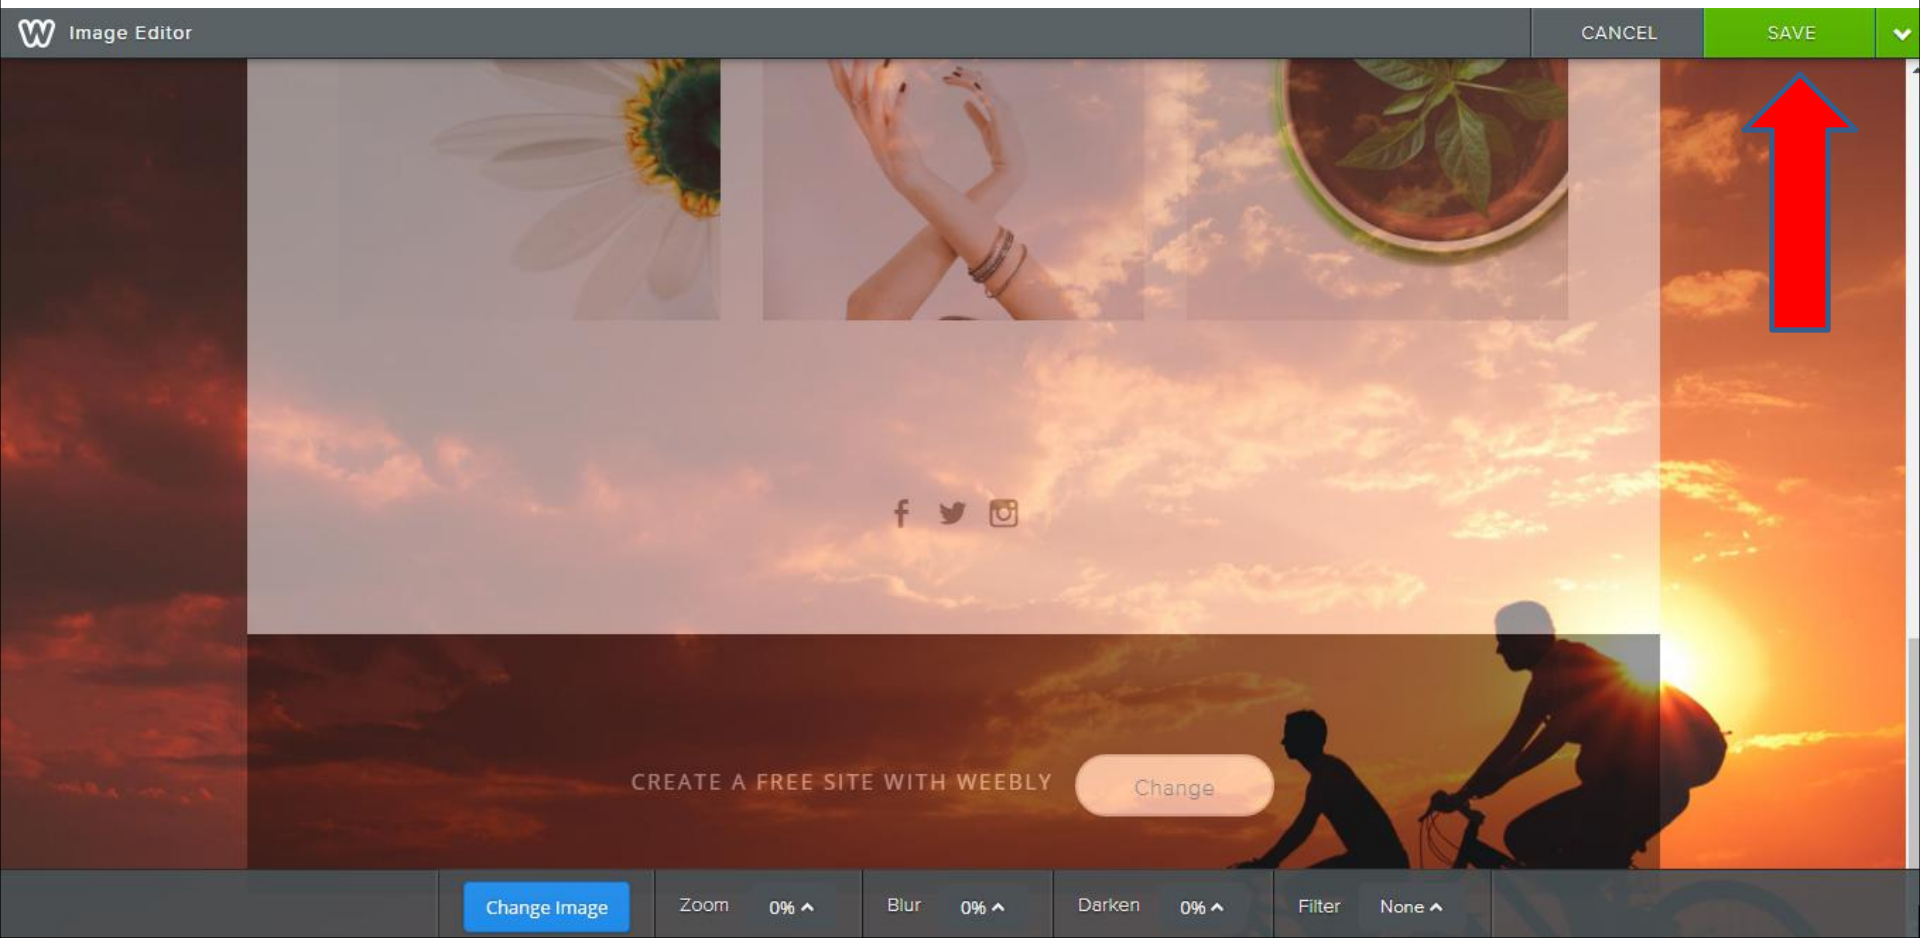 Image Editor
CANCEL
SAVE
CREATE A FREE SITE WITH WEEBLY
Change
Change Image
Zoom 0%
Blur 0%
Darken 0%
Filter None